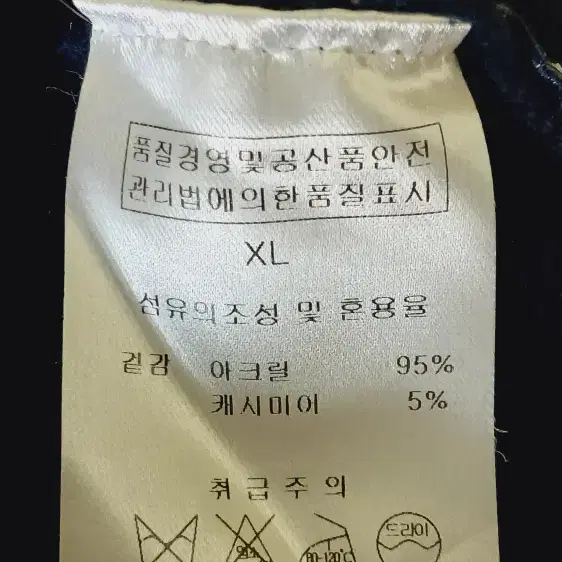 품질경영및공산품안전
관리법에의한품질표시
XL
섬유의조성 및 혼용율
겉감 아크릴 95%
캐시미어 5%
취급주의
80-120℃ 드라이